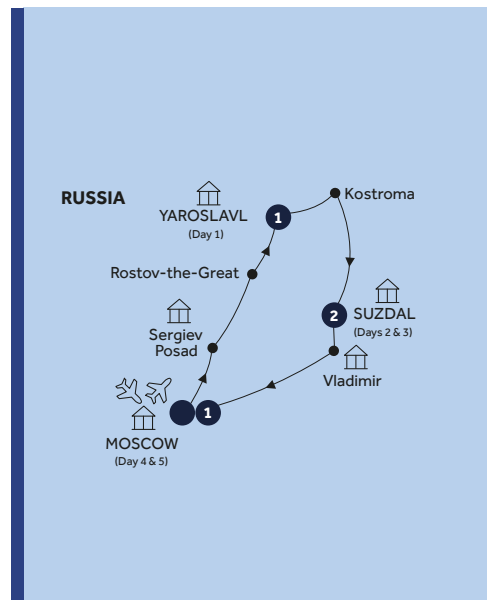 RUSSIA
YAROSLAVL
(Day 1)
1
Kostroma
Rostov-the-Great
2
SUZDAL
(Days 2 & 3)
Sergiev
Posad
Vladimir
1
MOSCOW
(Day 4 & 5)